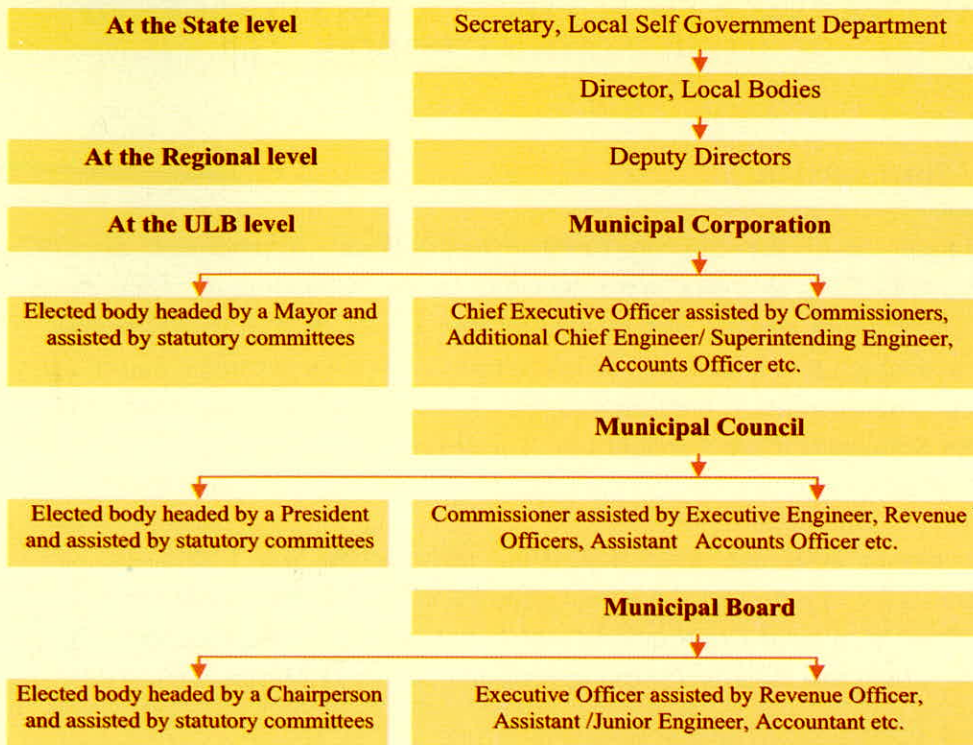 At the State level
Secretary, Local Self Government Department
Director, Local Bodies
At the Regional level
Deputy Directors
At the ULB level
Municipal Corporation
Elected body headed by a Mayor and
assisted by statutory committees
Chief Executive Officer assisted by Commissioners,
Additional Chief Engineer/ Superintending Engineer,
Accounts Officer etc.
Municipal Council
Elected body headed by a President
and assisted by statutory committees
Commissioner assisted by Executive Engineer, Revenue
Officers, Assistant Accounts Officer etc.
Municipal Board
Elected body headed by a Chairperson
and assisted by statutory committees
Executive Officer assisted by Revenue Officer,
Assistant /Junior Engineer, Accountant etc.